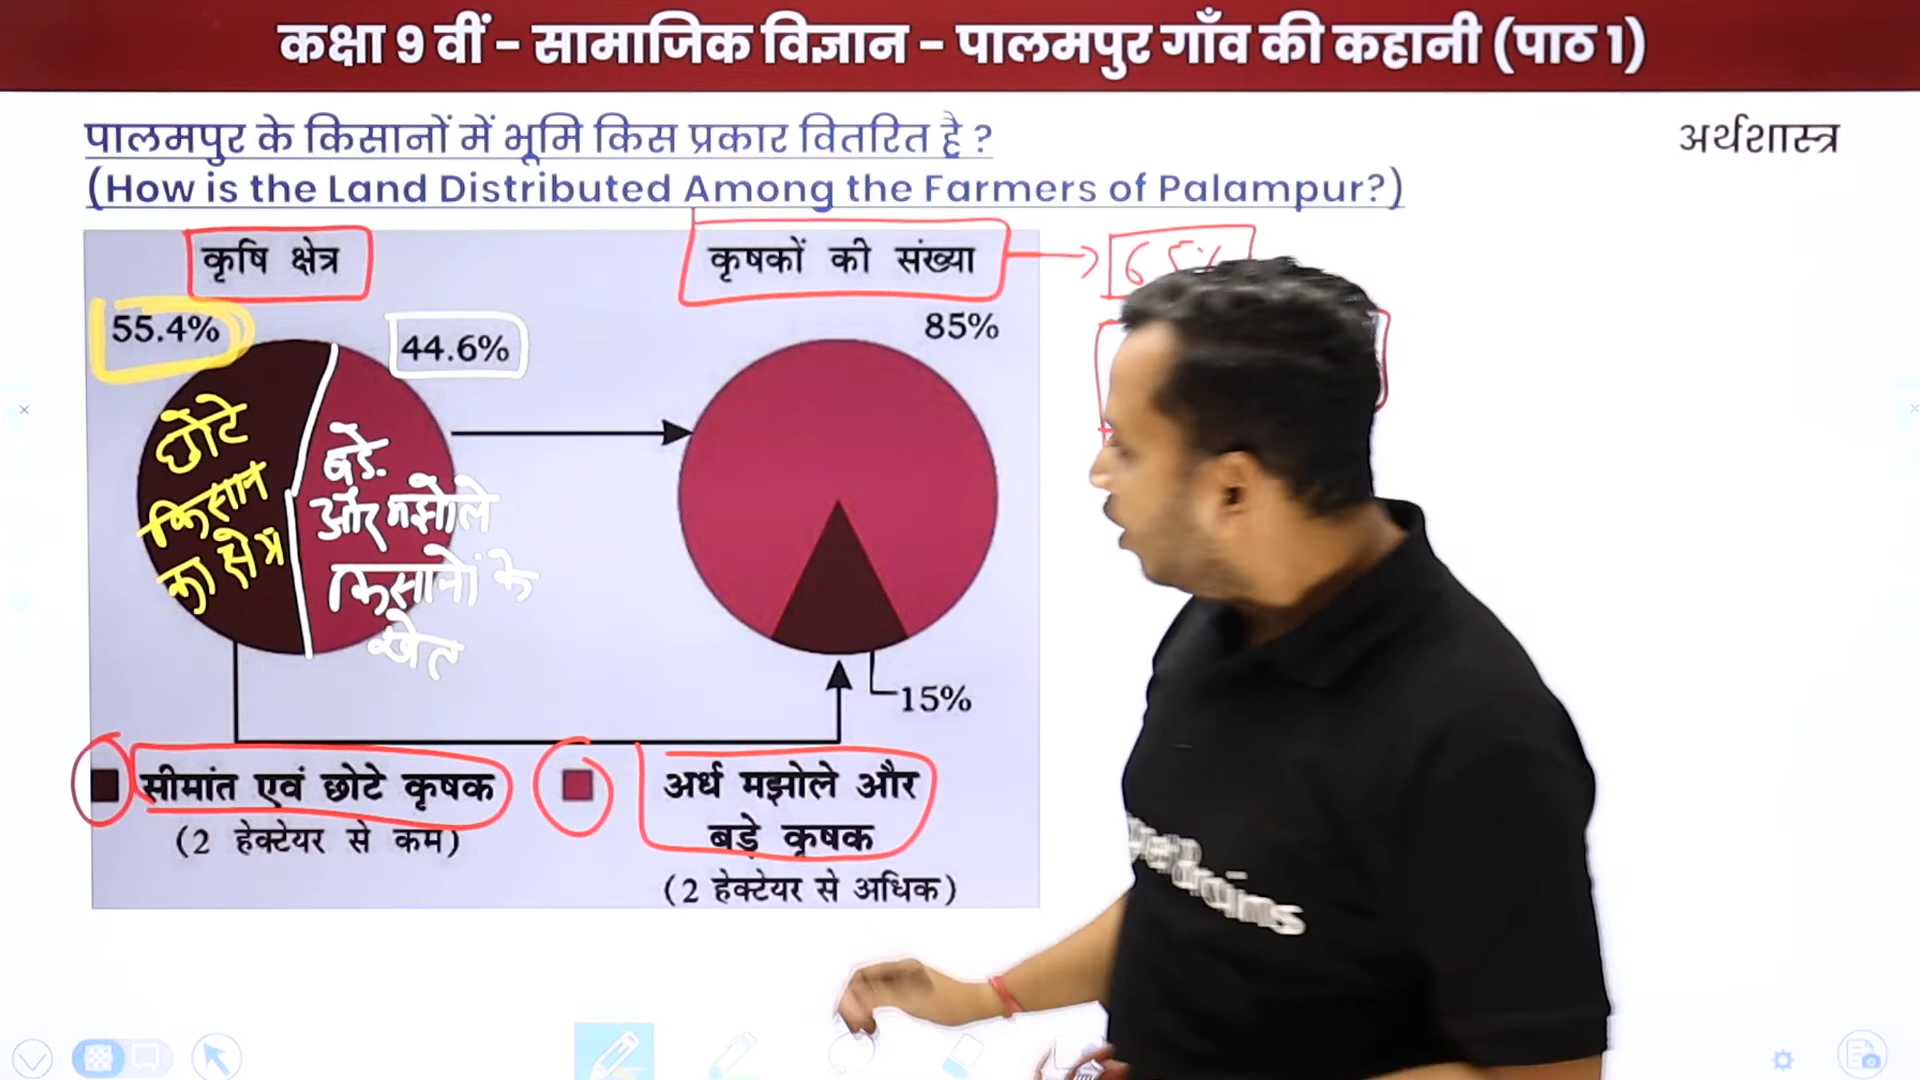 कक्षा 9 वीं - सामाजिक विज्ञान - पालमपुर गाँव की कहानी (पाठ 1)
पालमपुर के किसानों में भूमि किस प्रकार वितरित है ?
अर्थशास्त्र
(How is the Land Distributed Among the Farmers of Palampur?)
कृषि क्षेत्र
कृषकों की संख्या
55.4%
44.6%
85%
छोटे
किसान
का क्षेत्र
बड़े
और मझोले
किसानों के
खेत
15%
सीमांत एवं छोटे कृषक
(2 हेक्टेयर से कम)
अर्ध मझोले और
बड़े कृषक
(2 हेक्टेयर से अधिक)